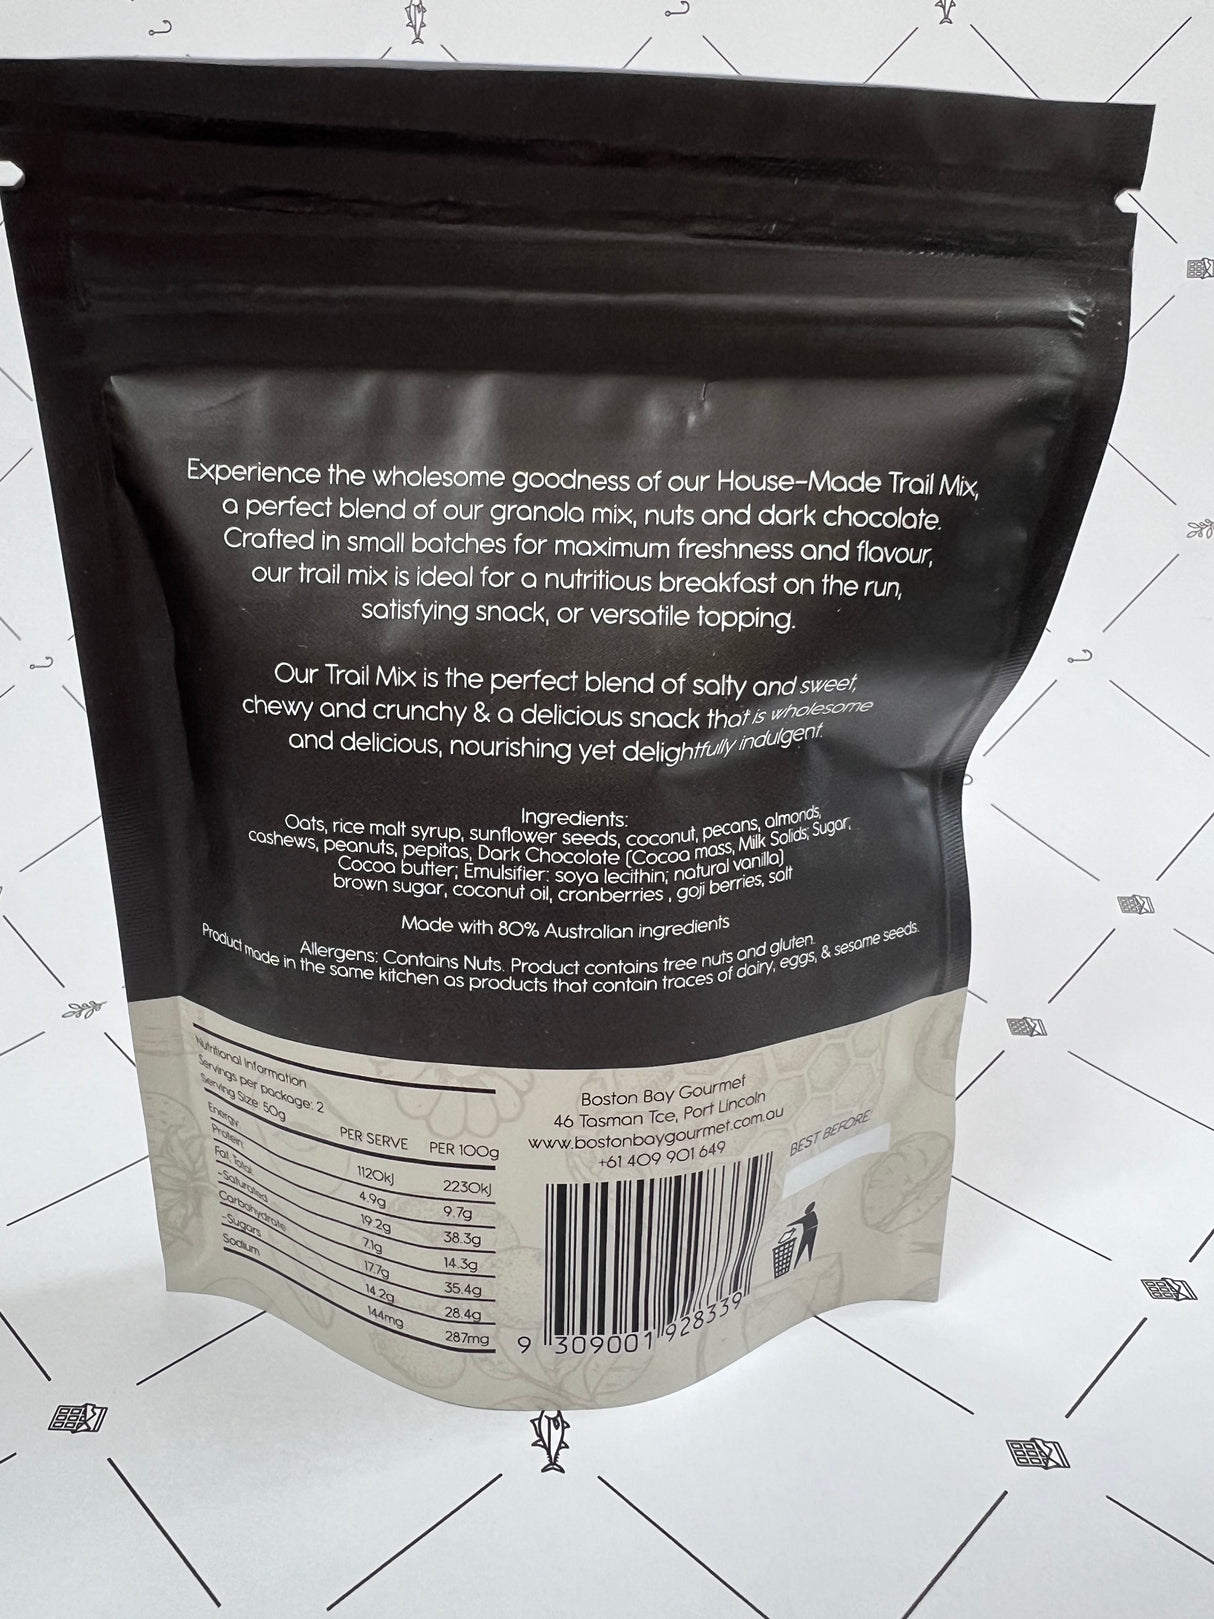 Experience the wholesome goodness of our House-Made Trail Mix,
a perfect blend of our granola mix, nuts and dark chocolate.
Crafted in small batches for maximum freshness and flavour,
our trail mix is ideal for a nutritious breakfast on the run,
satisfying snack, or versatile topping.
Our Trail Mix is the perfect blend of salty and sweet,
chewy and crunchy & a delicious snack that is wholesome
and delicious, nourishing yet delightfully indulgent.
Ingredients:
Oats, rice malt syrup, sunflower seeds, coconut, pecans, almonds,
cashews, peanuts, pepitas, Dark Chocolate (Cocoa mass, Milk Solids; Sugar;
Cocoa butter; Emulsifier: soya lecithin; natural vanilla)
brown sugar, coconut oil, cranberries , goji berries, salt
Made with 80% Australian ingredients
Allergens: Contains Nuts. Product contains tree nuts and gluten.
Product made in the same kitchen as products that contain traces of dairy, eggs, & sesame seeds.
Nutritional Information
Servings per package: 2
Serving Size: 50g
PER SERVE PER 100g
Energy 1120kJ 2230kJ
Protein 4.9g 9.7g
Fat, Total 19.2g 38.3g
-Saturated 7.1g 14.3g
Carbohydrate 17.7g 35.4g
-Sugars 14.2g 28.4g
Sodium 144mg 287mg
Boston Bay Gourmet
46 Tasman Tce, Port Lincoln
www.bostonbaygourmet.com.au
+61 409 901 649
BEST BEFORE:
9 309001 928339